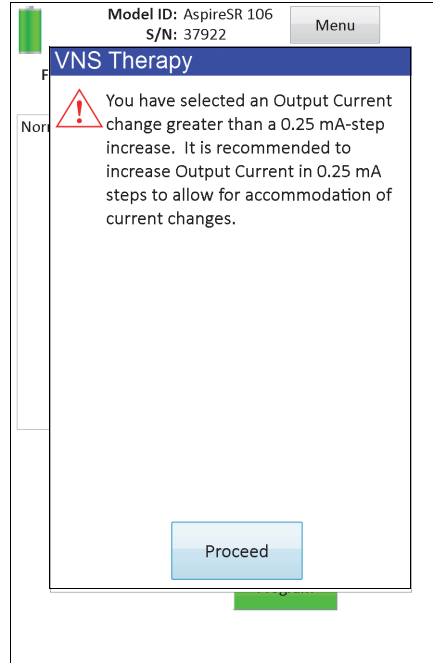 Model ID: AspireSR 106
S/N: 37922
Menu
VNS Therapy
You have selected an Output Current
change greater than a 0.25 mA-step
increase. It is recommended to
increase Output Current in 0.25 mA
steps to allow for accommodation of
current changes.
Proceed